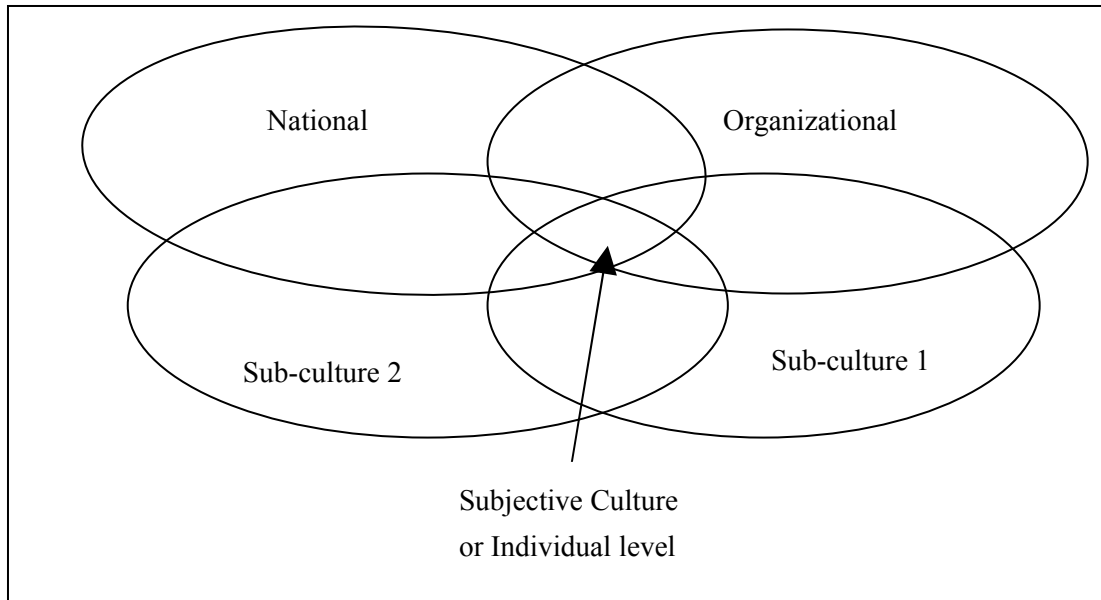 National
Organizational
Sub-culture 2
Sub-culture 1
Subjective Culture
or Individual level